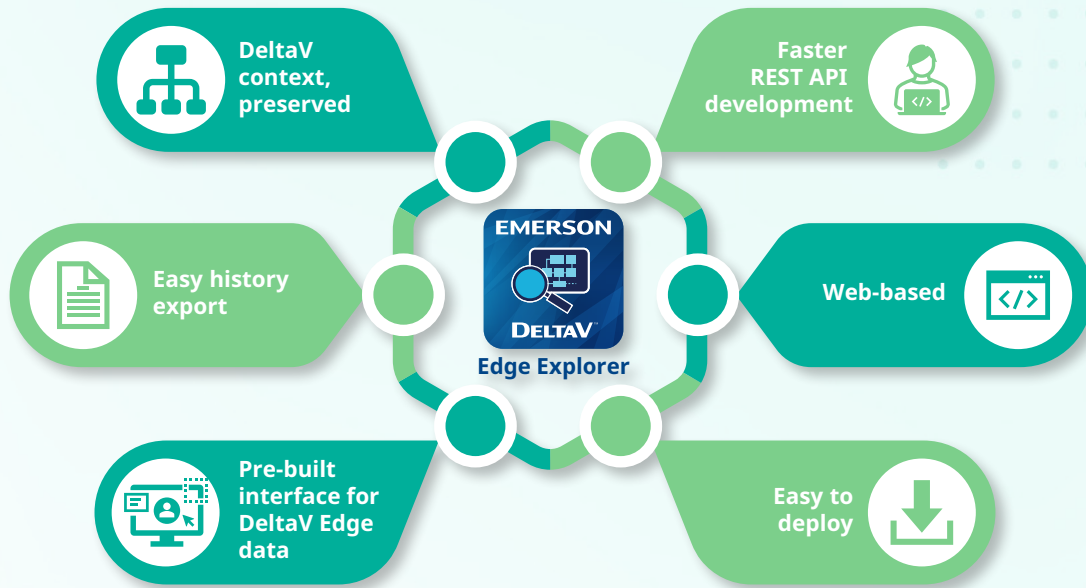 DeltaV
context,
preserved
Faster
REST API
development
</>
Easy history
export
EMERSON
DELTAV™
Edge Explorer
Web-based
</>
Pre-built
interface for
DeltaV Edge
data
Easy to
deploy